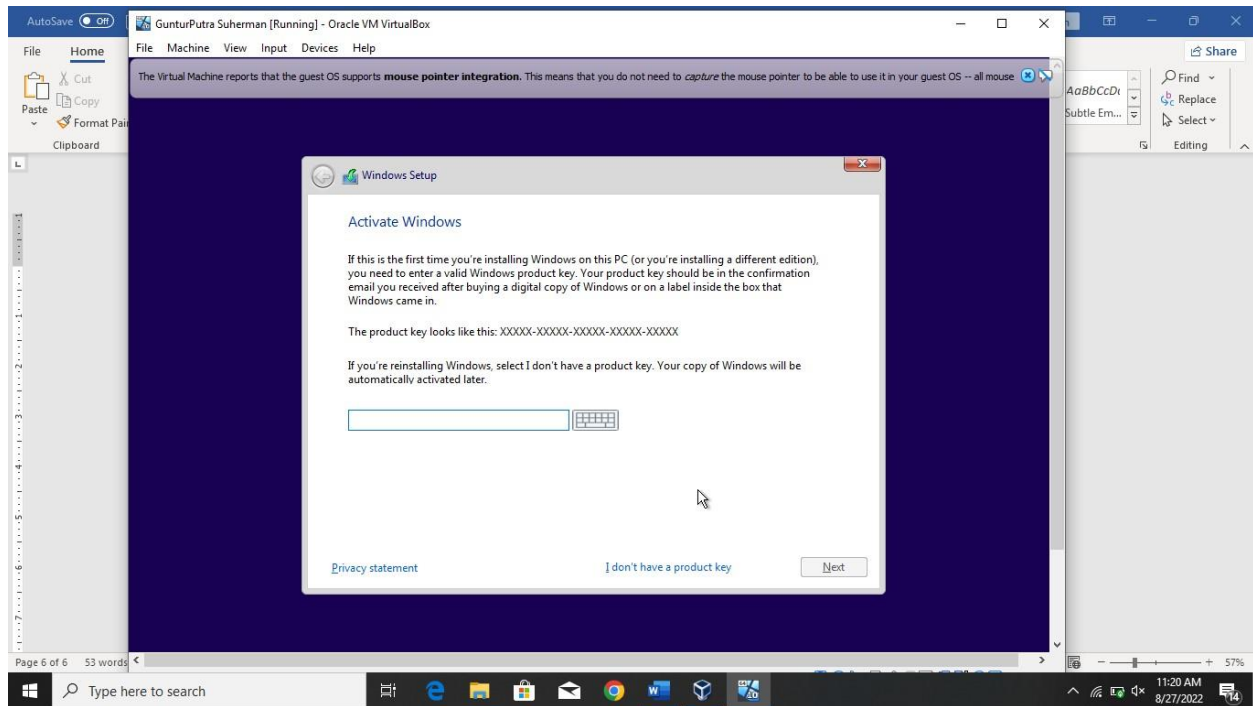 AutoSave Off
GunturPutra Suherman [Running] - Oracle VM VirtualBox
File Home
File Machine View Input Devices Help
Share
The Virtual Machine reports that the guest OS supports mouse pointer integration. This means that you do not need to capture the mouse pointer to be able to use it in your guest OS -- all mouse
Cut
Copy
Paste
Format Pai
Clipboard
AaBbCcDc
Subtle Em...
Find
Replace
Select
Editing
Windows Setup
Activate Windows
If this is the first time you're installing Windows on this PC (or you're installing a different edition),
you need to enter a valid Windows product key. Your product key should be in the confirmation
email you received after buying a digital copy of Windows or on a label inside the box that
Windows came in.
The product key looks like this: XXXXX-XXXXX-XXXXX-XXXXX-XXXXX
If you're reinstalling Windows, select I don't have a product key. Your copy of Windows will be
automatically activated later.
Privacy statement
I don't have a product key
Next
Page 6 of 6 53 words
57%
Type here to search
11:20 AM
8/27/2022
14